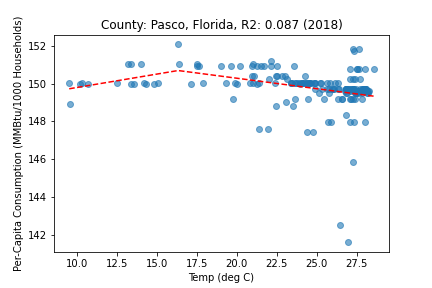 County: Pasco, Florida, R2: 0.087 (2018)
Per-Capita Consumption (MMBtu/1000 Households)
152
150
148
146
144
142
10.0 12.5 15.0 17.5 20.0 22.5 25.0 27.5
Temp (deg C)